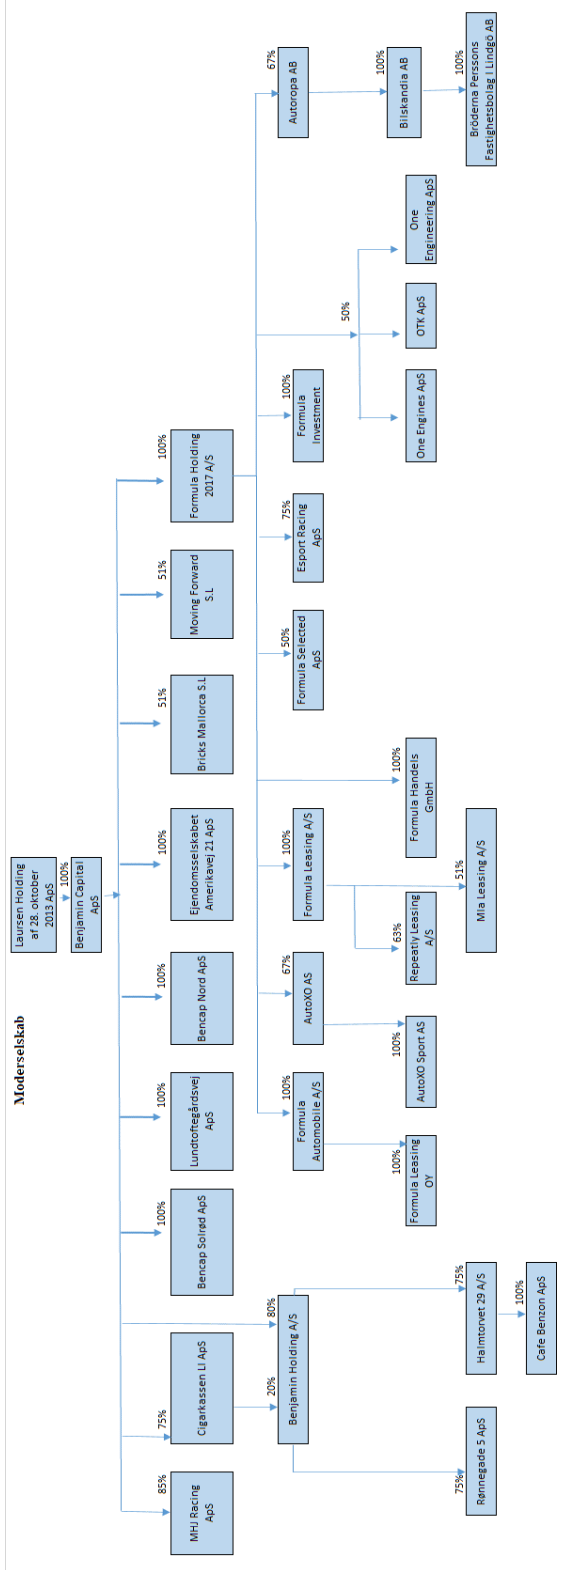 Moderselskab
Laursen Holding
af 28. oktober
2013 ApS
100%
Benjamin Capital
ApS
85%
MHJ Racing
ApS
75%
Cigarkassen LI ApS
100%
Bencap Solrød ApS
100%
Lundtoftegårdsvej
ApS
100%
Bencap Nord ApS
100%
Ejendomsselskabet
Amerikavej 21 ApS
51%
Bricks Mallorca S.L
51%
Moving Forward
S.L
100%
Formula Holding
2017 A/S
20%
80%
Benjamin Holding A/S
75%
Rønnegade 5 ApS
75%
Halmtorvet 29 A/S
100%
Cafe Benzon ApS
100%
Formula
Automobile A/S
100%
Formula Leasing
OY
67%
AutoXO AS
100%
AutoXO Sport AS
100%
Formula Leasing A/S
63%
Repeatly Leasing
A/S
51%
Mia Leasing A/S
100%
Formula Handels
GmbH
50%
Formula Selected
ApS
75%
Esport Racing
ApS
100%
Formula
Investment
50%
One Engines ApS
OTK ApS
One
Engineering ApS
67%
Autoropa AB
100%
Bilskandia AB
100%
Bröderna Perssons
Fastighetsbolag I Lindgö AB